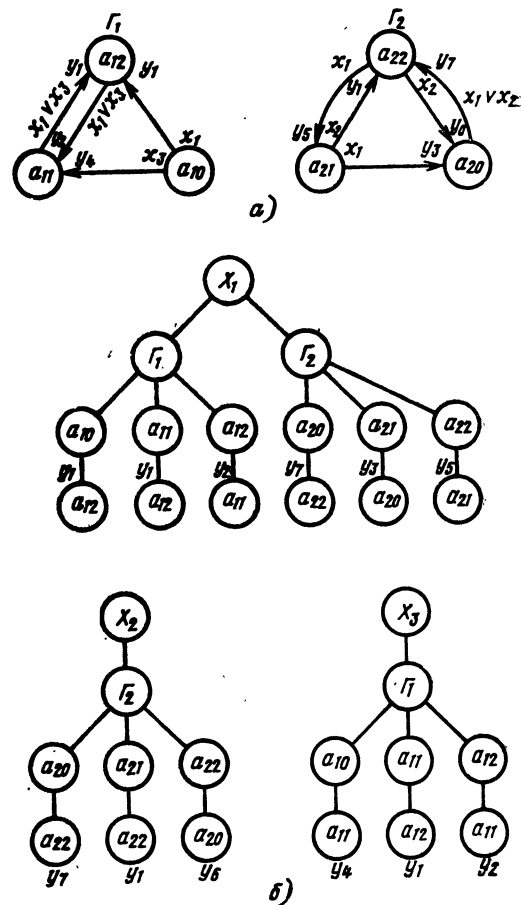 Г₁ Г₂
a₁₂ a₂₂
y₁ y₁ x₁ y₁ x₂ y₇
x₁∨x₃ x₁∨x₃ x₁∨x₂
y₂ y₄ x₃ x₁ y₅ x₂ x₁ y₃
a₁₁ a₁₀ a₂₁ a₂₀
а)
X₁
Г₁ Г₂
a₁₀ a₁₁ a₁₂ a₂₀ a₂₁ a₂₂
y₁ y₁ y₂ y₇ y₃ y₅
a₁₂ a₁₂ a₁₁ a₂₂ a₂₀ a₂₁
X₂ X₃
Г₂ Г₁
a₂₀ a₂₁ a₂₂ a₁₀ a₁₁ a₁₂
a₂₂ a₂₂ a₂₀ a₁₁ a₁₂ a₁₁
y₇ y₁ y₆ y₄ y₁ y₂
б)